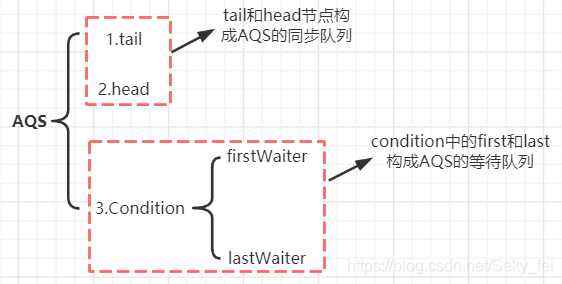 tail和head节点构
成AQS的同步队列
1.tail
2.head
AQS
condition中的first和last
构成AQS的等待队列
firstWaiter
3.Condition
lastWaiter
https://blog.csdn.net/Seky_fei